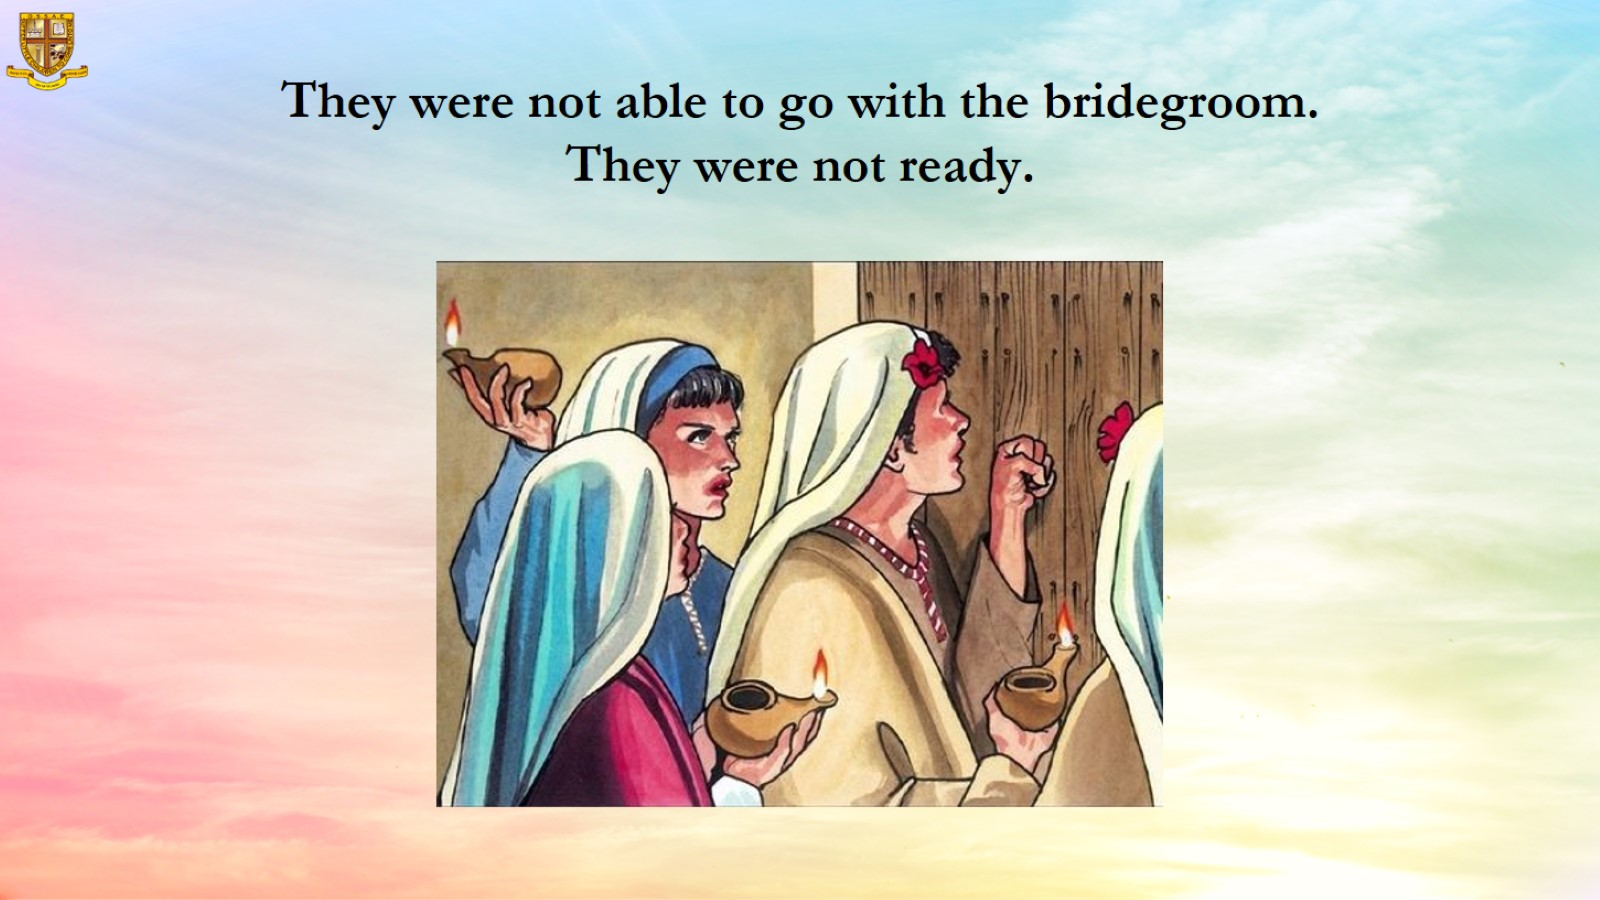 O.S.S.A.E.
They were not able to go with the bridegroom.
They were not ready.